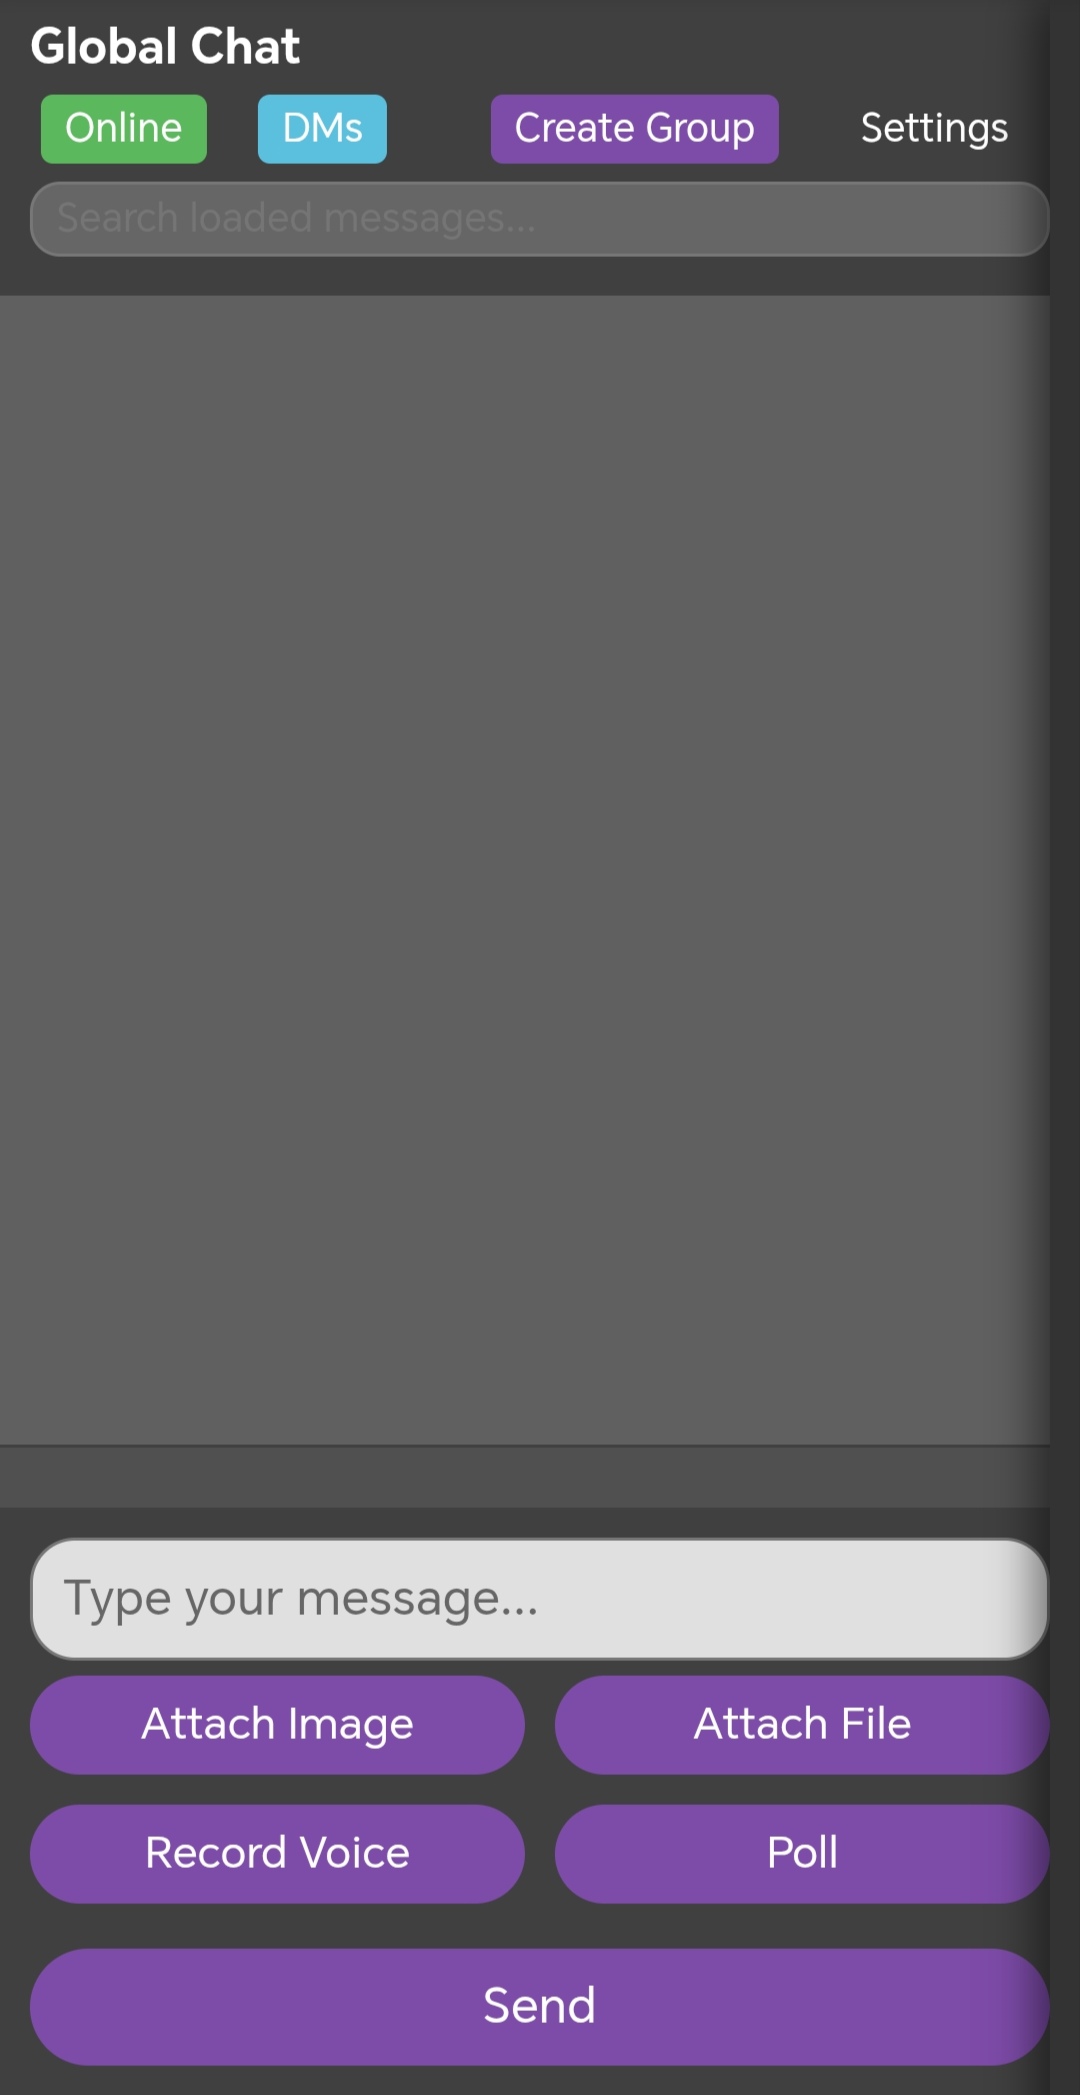 Global Chat
Online DMs Create Group Settings
Search loaded messages...
Type your message...
Attach Image Attach File
Record Voice Poll
Send